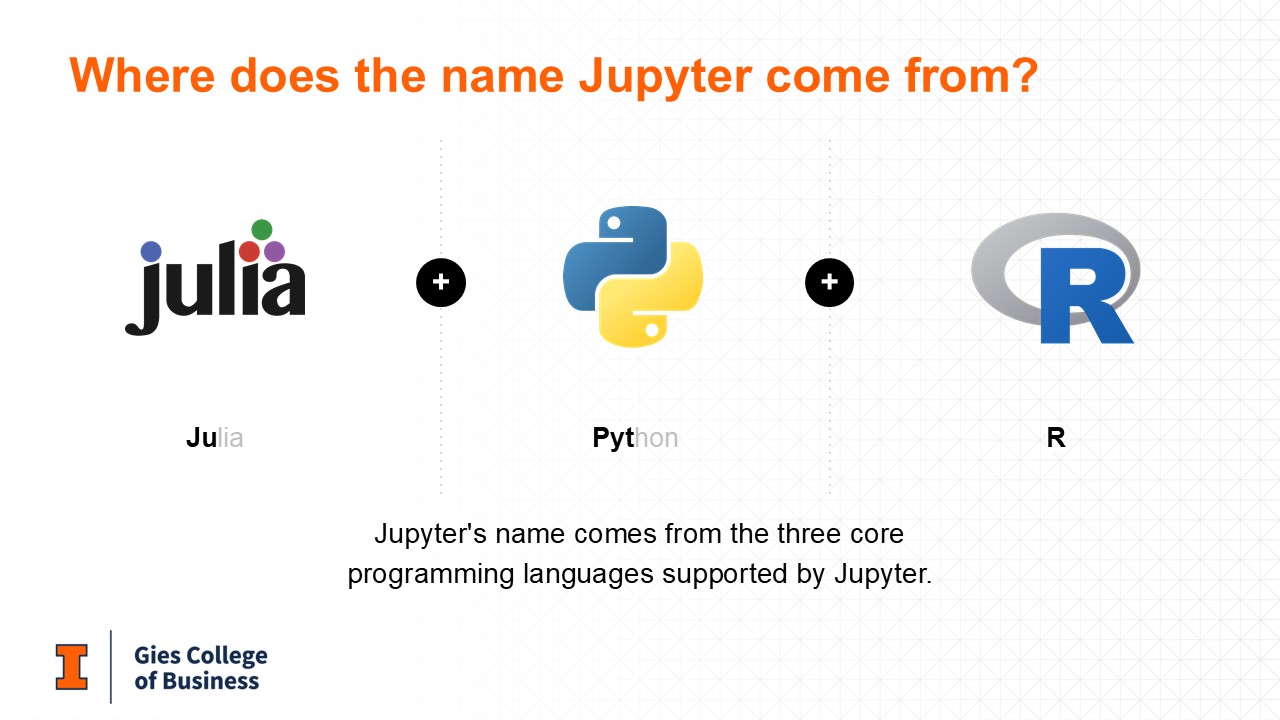 Where does the name Jupyter come from?
julia
+
+
R
Julia
Python
R
Jupyter's name comes from the three core
programming languages supported by Jupyter.
I
Gies College
of Business